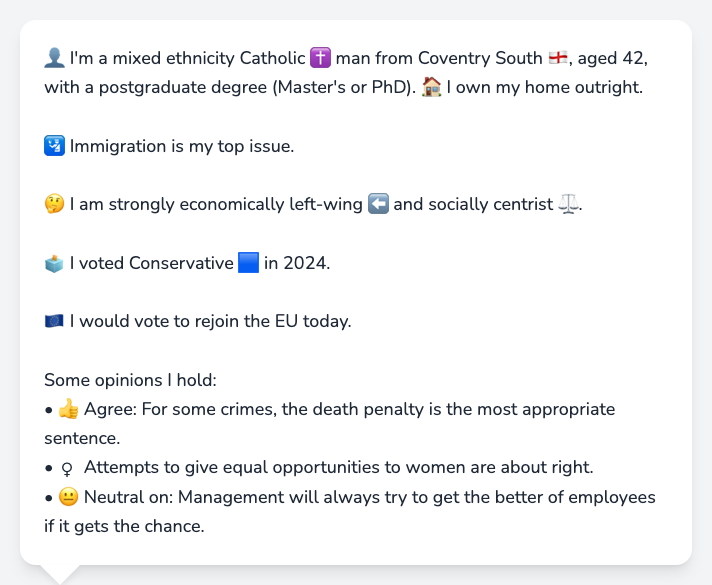 👤 I'm a mixed ethnicity Catholic ✝️ man from Coventry South 🏴󠁧󠁢󠁥󠁮󠁧󠁿, aged 42,
with a postgraduate degree (Master's or PhD). 🏠 I own my home outright.
🛂 Immigration is my top issue.
🤔 I am strongly economically left-wing ⬅️ and socially centrist ⚖️.
🗳️ I voted Conservative 🟦 in 2024.
🇪🇺 I would vote to rejoin the EU today.
Some opinions I hold:
• 👍 Agree: For some crimes, the death penalty is the most appropriate
sentence.
• ♀ Attempts to give equal opportunities to women are about right.
• 😐 Neutral on: Management will always try to get the better of employees
if it gets the chance.